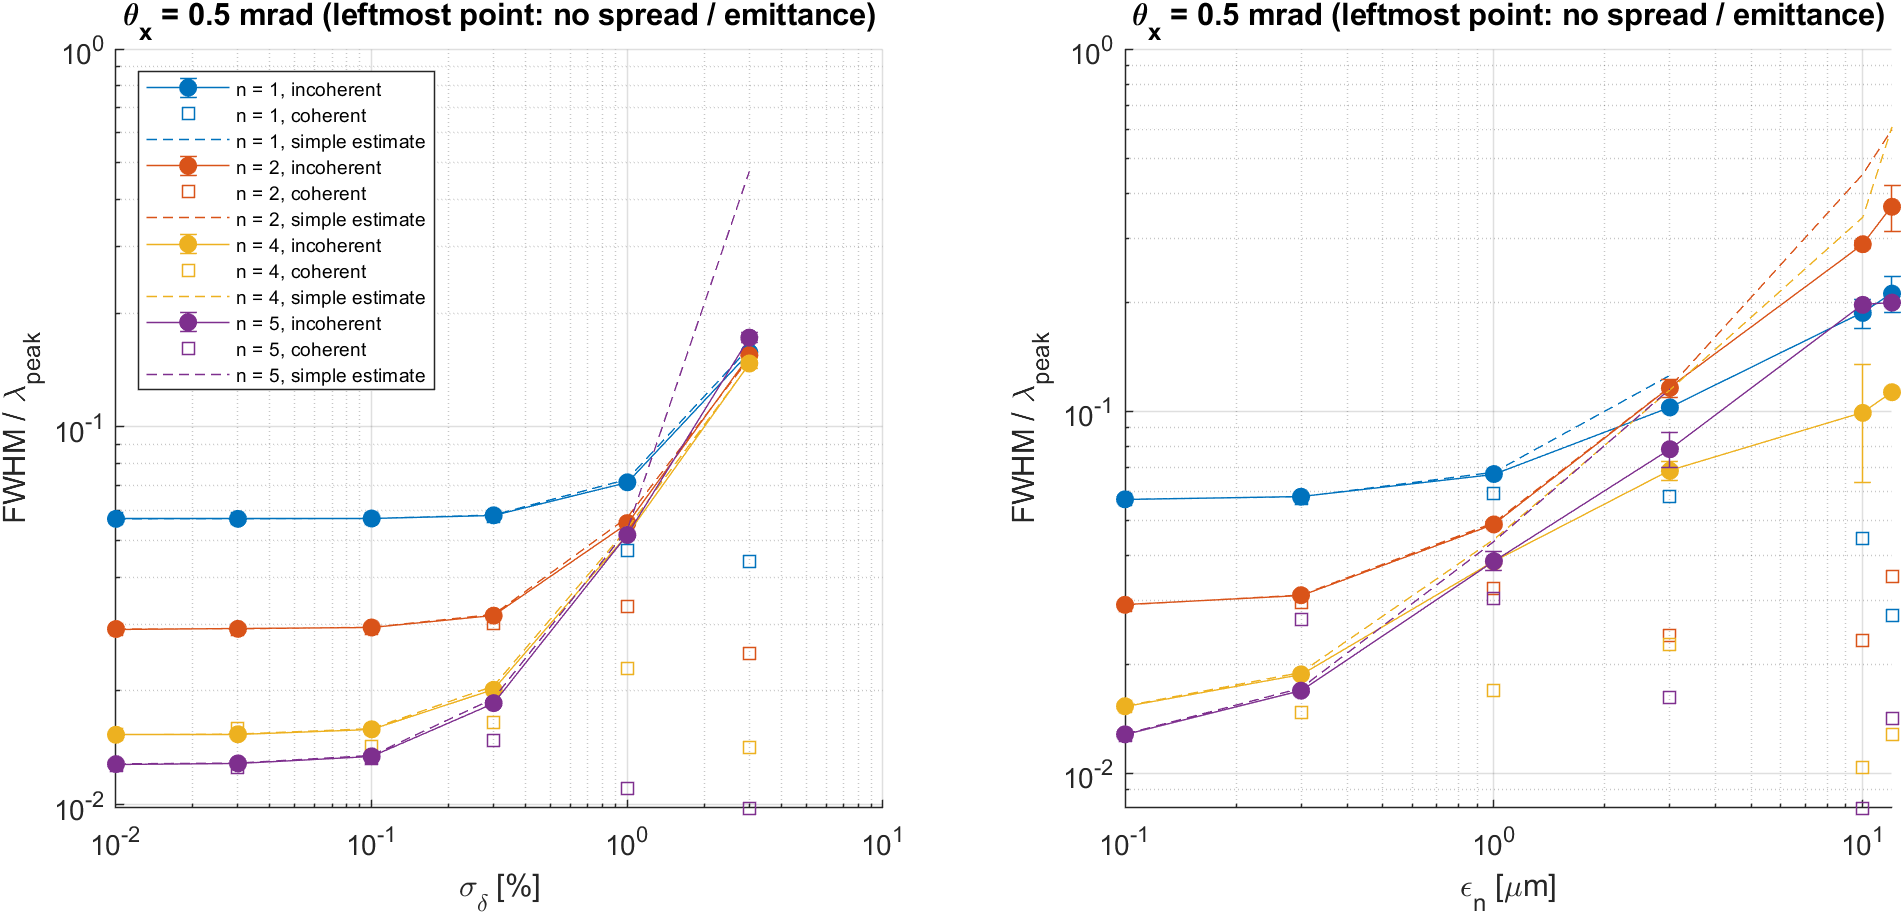 θx = 0.5 mrad (leftmost point: no spread / emittance)
10^0
10^-1
10^-2
FWHM / λpeak
n = 1, incoherent
n = 1, coherent
n = 1, simple estimate
n = 2, incoherent
n = 2, coherent
n = 2, simple estimate
n = 4, incoherent
n = 4, coherent
n = 4, simple estimate
n = 5, incoherent
n = 5, coherent
n = 5, simple estimate
10^-2 10^-1 10^0 10^1
σδ [%]
θx = 0.5 mrad (leftmost point: no spread / emittance)
10^0
10^-1
10^-2
FWHM / λpeak
10^-1 10^0 10^1
ϵn [μm]